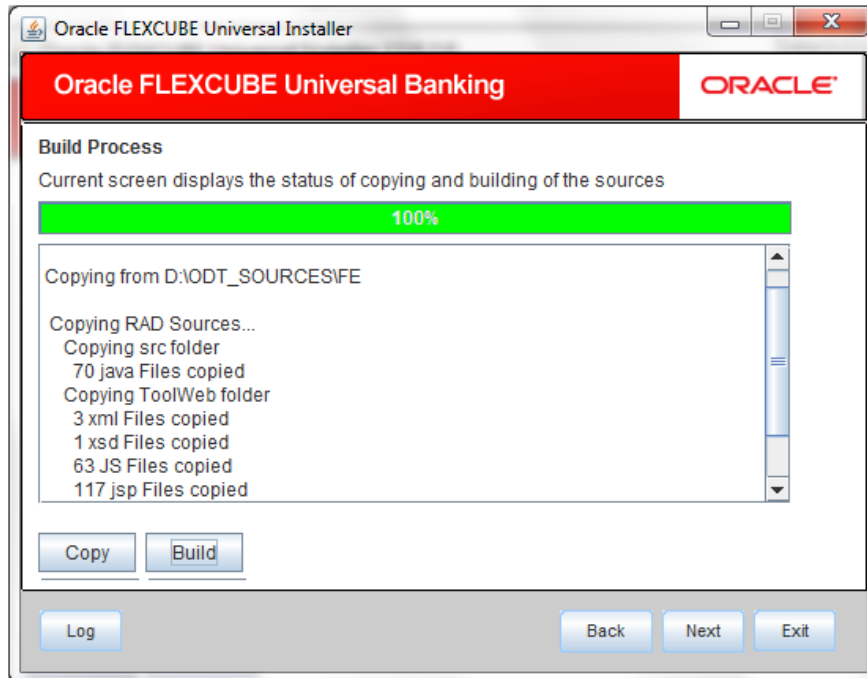 Oracle FLEXCUBE Universal Installer
Oracle FLEXCUBE Universal Banking
ORACLE
Build Process
Current screen displays the status of copying and building of the sources
100%
Copying from D:\ODT_SOURCES\FE
Copying RAD Sources...
Copying src folder
70 java Files copied
Copying ToolWeb folder
3 xml Files copied
1 xsd Files copied
63 JS Files copied
117 jsp Files copied
Copy Build
Log Back Next Exit